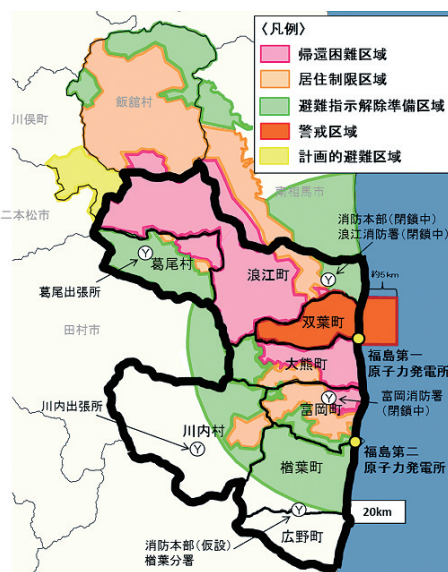 〈凡例〉
帰還困難区域
居住制限区域
避難指示解除準備区域
警戒区域
計画的避難区域
飯舘村
川俣町
南相馬市
二本松市
消防本部(閉鎖中)
浪江消防署(閉鎖中)
葛尾村
浪江町
約5km
葛尾出張所
双葉町
田村市
福島第一
原子力発電所
大熊町
富岡消防署
(閉鎖中)
川内出張所
富岡町
川内村
福島第二
原子力発電所
楢葉町
20km
消防本部(仮設)
楢葉分署
広野町